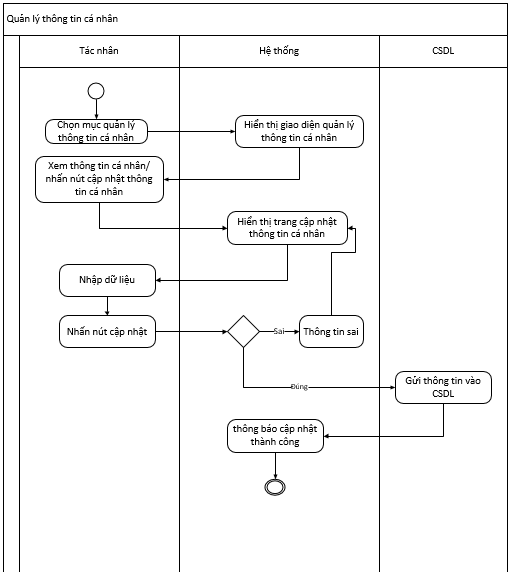 Quản lý thông tin cá nhân
Tác nhân
Hệ thống
CSDL
Chọn mục quản lý
thông tin cá nhân
Hiển thị giao diện quản lý
thông tin cá nhân
Xem thông tin cá nhân/
nhấn nút cập nhật thông
tin cá nhân
Hiển thị trang cập nhật
thông tin cá nhân
Nhập dữ liệu
Nhấn nút cập nhật
Sai
Thông tin sai
Đúng
Gửi thông tin vào
CSDL
thông báo cập nhật
thành công